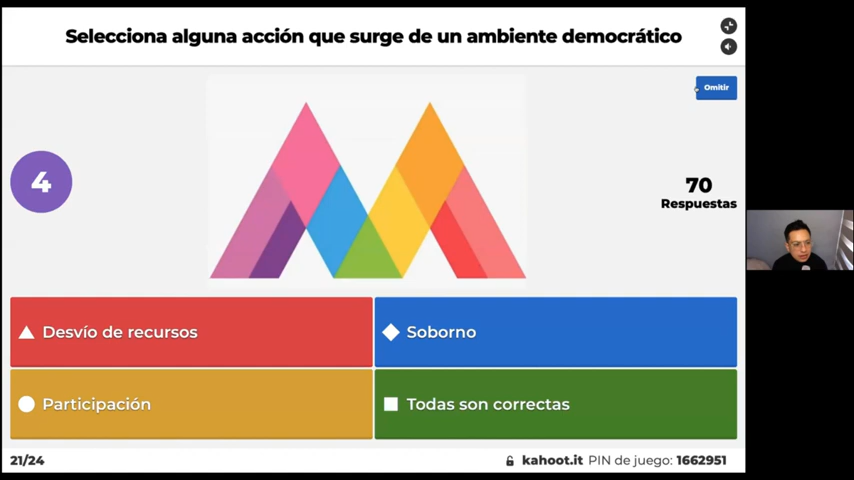 Selecciona alguna acción que surge de un ambiente democrático
Omitir
4
70
Respuestas
Desvío de recursos
Soborno
Participación
Todas son correctas
21/24
kahoot.it PIN de juego: 1662951